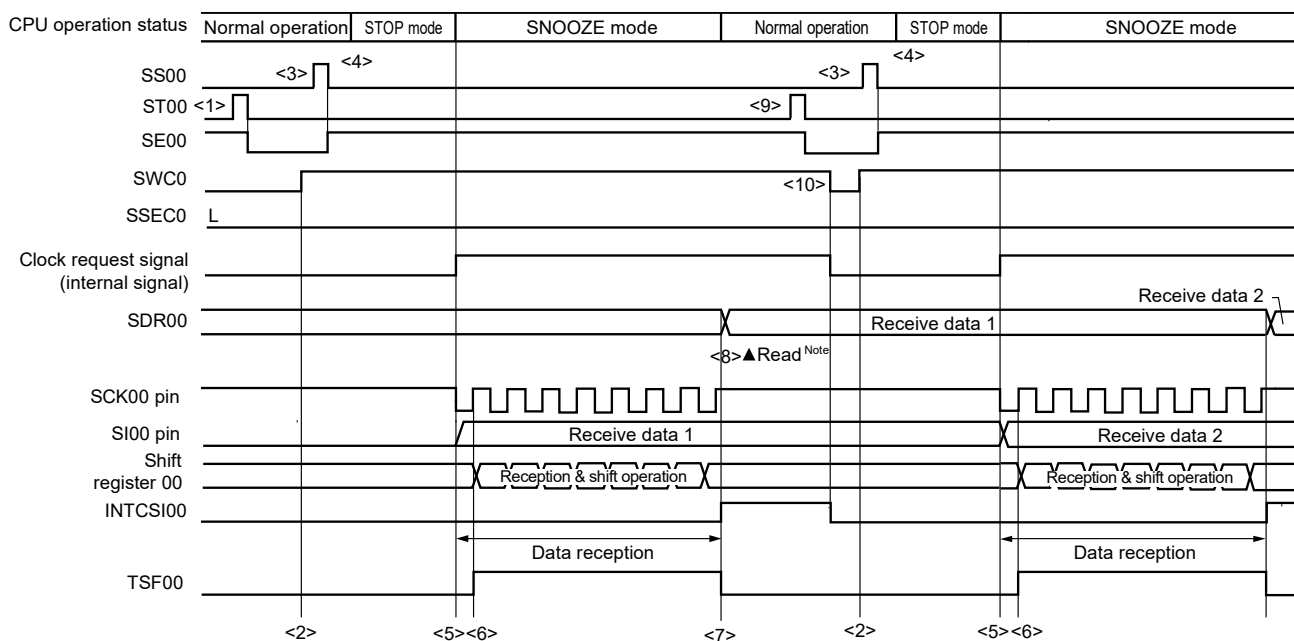 CPU operation status Normal operation STOP mode SNOOZE mode Normal operation STOP mode SNOOZE mode
<3> <4> <3> <4>
SS00
ST00 <1> <9>
SE00
SWC0 <10>
SSEC0 L
Clock request signal
(internal signal)
Receive data 2
SDR00 Receive data 1
<8>▲Read Note
SCK00 pin
SI00 pin Receive data 1 Receive data 2
Shift
register 00 Reception & shift operation Reception & shift operation
INTCSI00
Data reception Data reception
TSF00
<2> <5><6> <7> <2> <5><6>